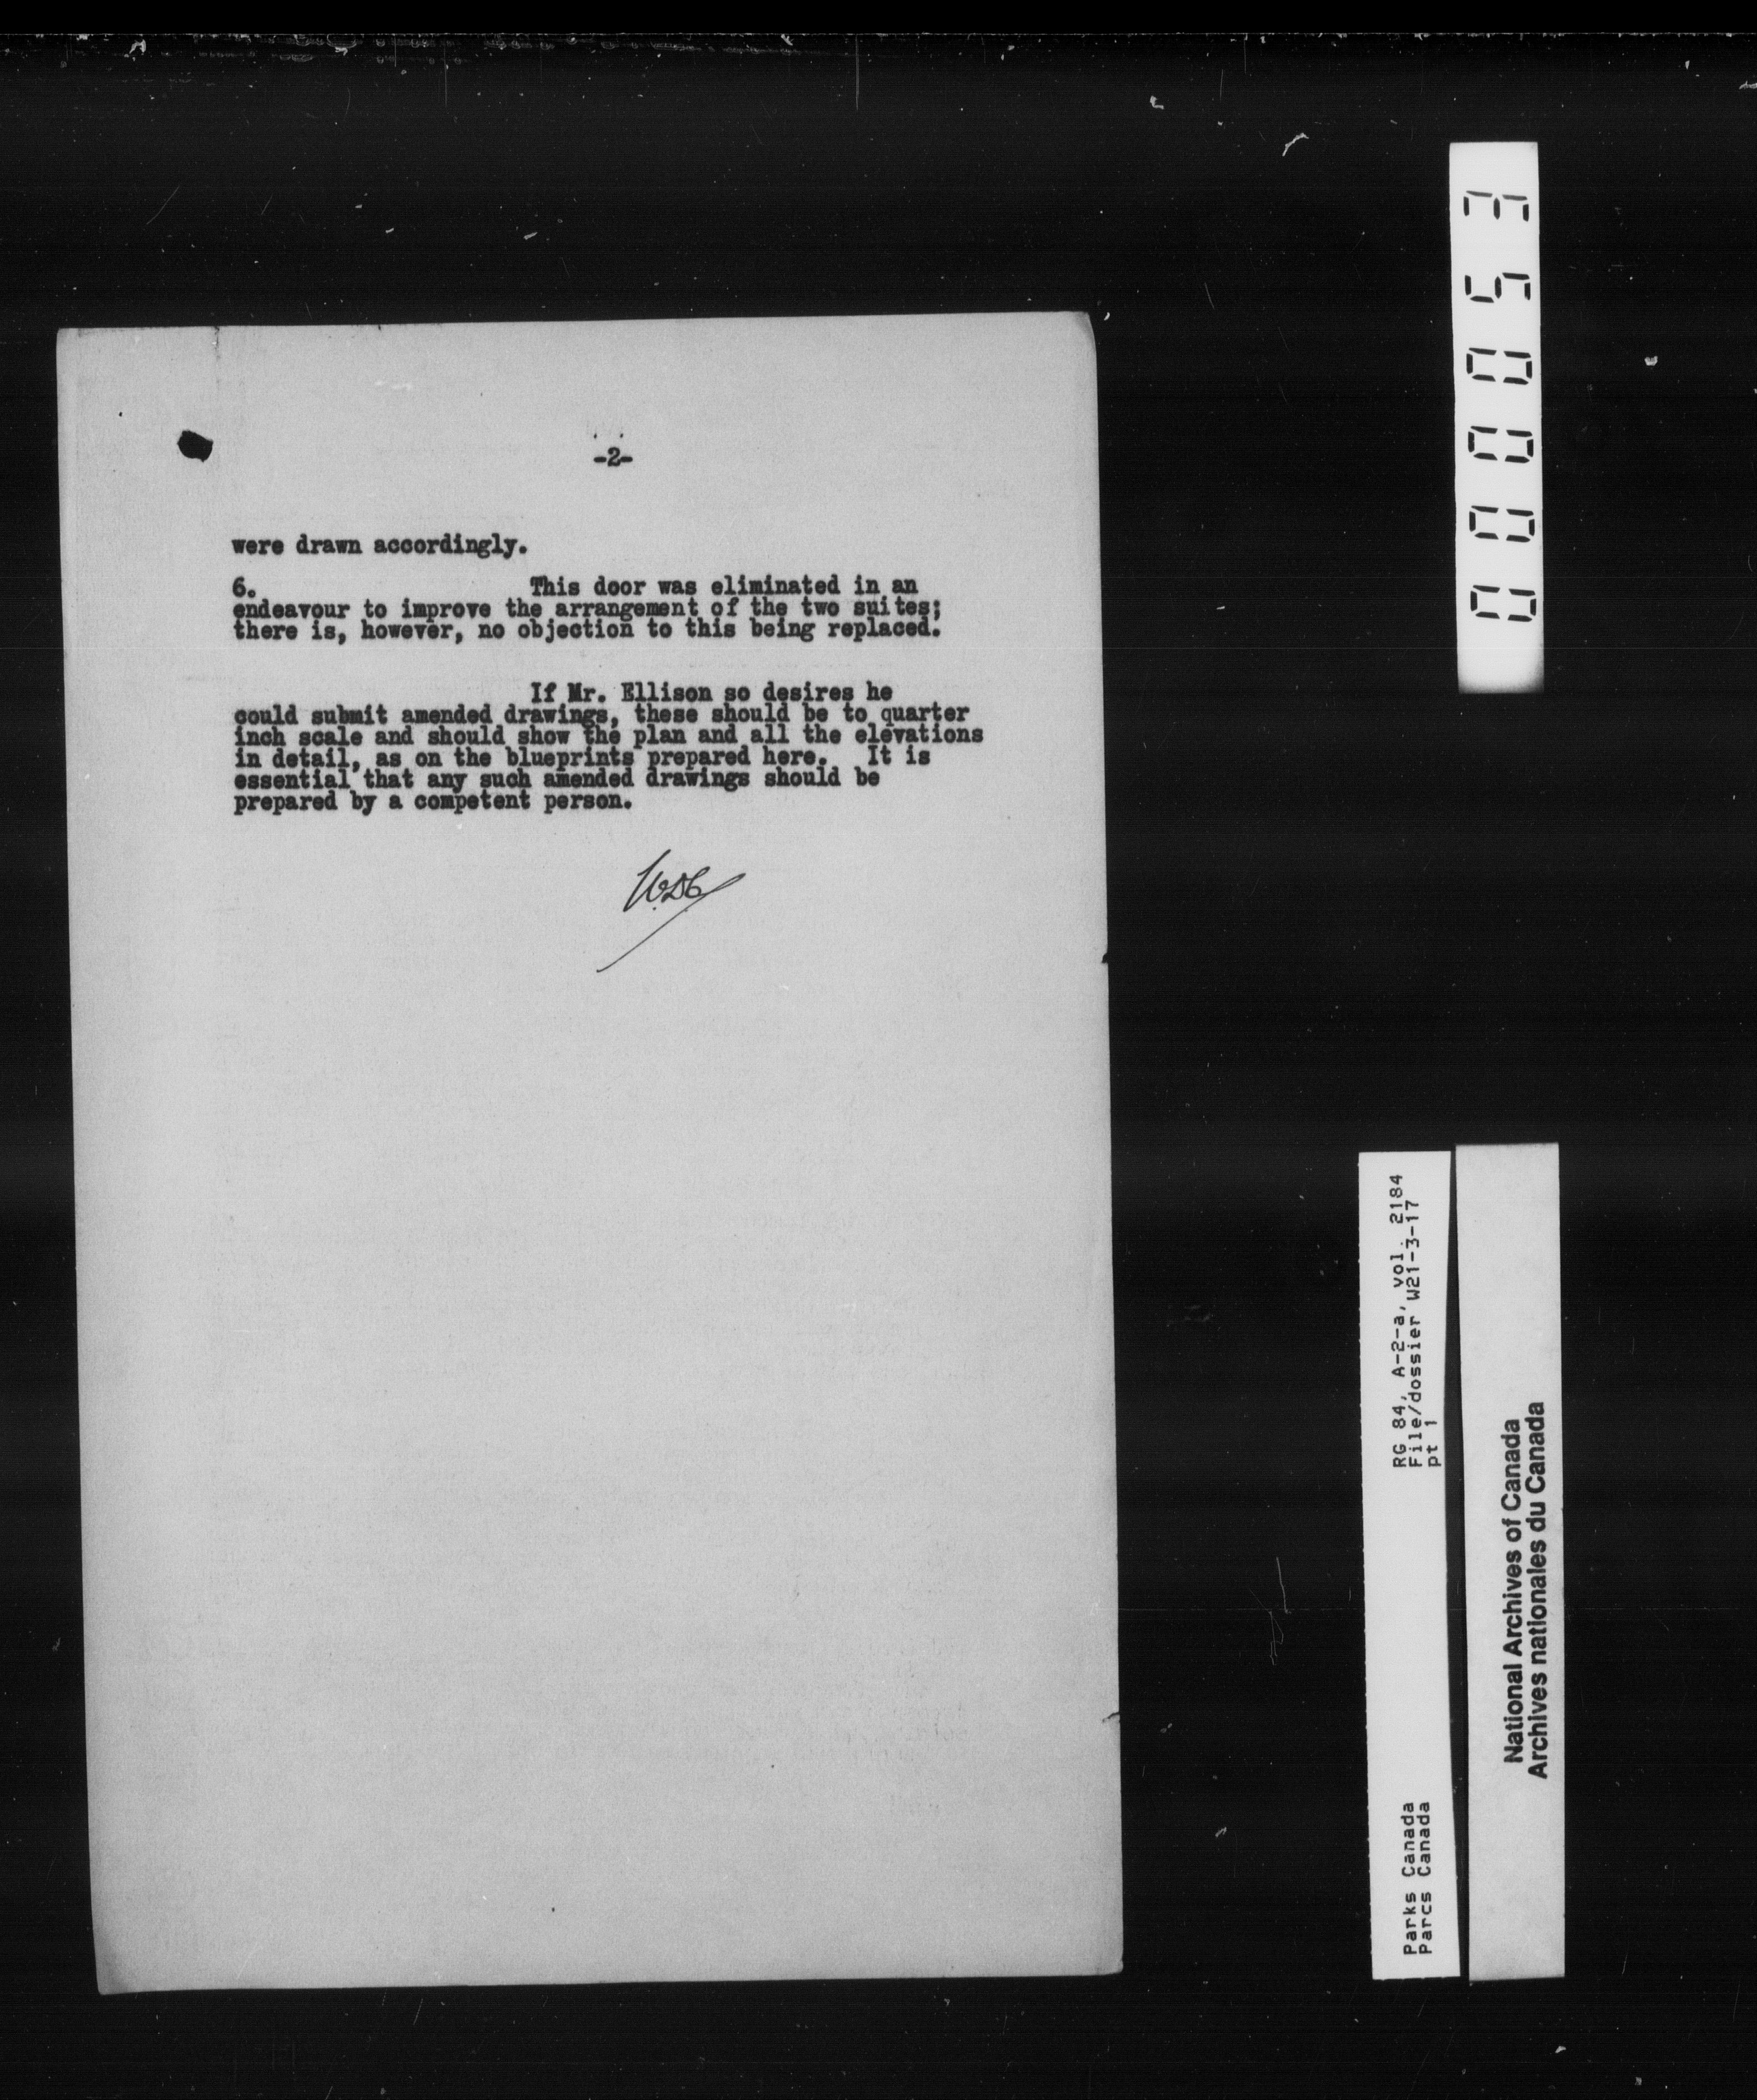 -2-
were drawn accordingly.
6. This door was eliminated in an
endeavour to improve the arrangement of the two suites;
there is, however, no objection to this being replaced.
If Mr. Ellison so desires he
could submit amended drawings, these should be to quarter
inch scale and should show the plan and all the elevations
in detail, as on the blueprints prepared here. It is
essential that any such amended drawings should be
prepared by a competent person.
000053
RG 84, A-2-a, vol. 2184
File/dossier W21-3-17
pt 1
Parks Canada
Parcs Canada
National Archives of Canada
Archives nationales du Canada